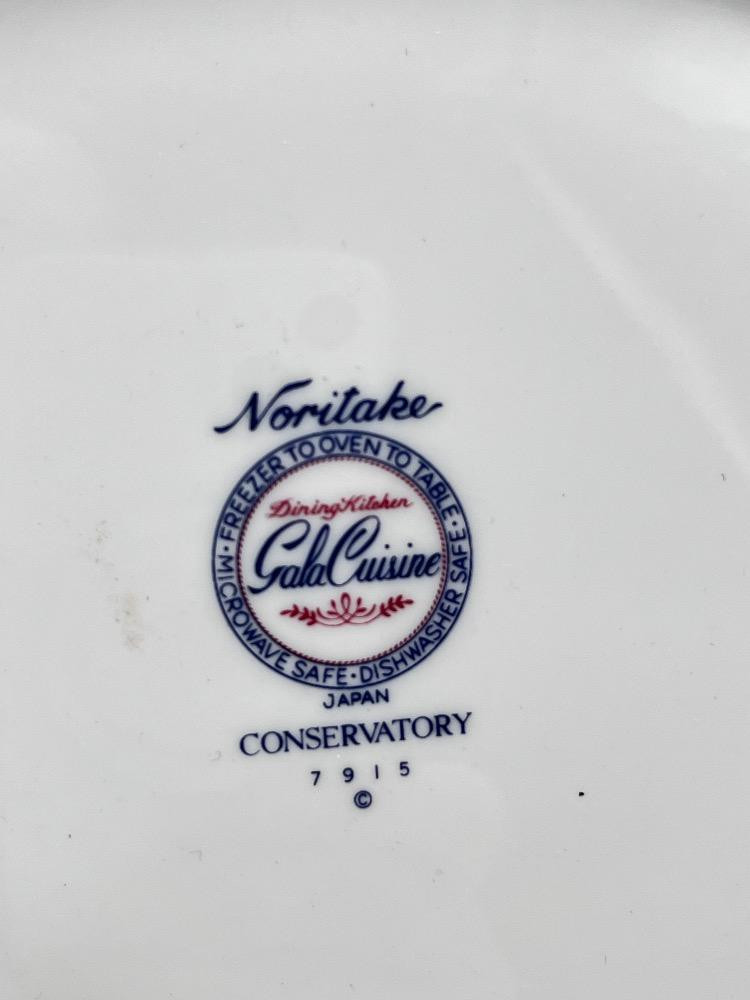 Noritake
FREEZER TO OVEN TO TABLE · DISHWASHER SAFE · MICROWAVE SAFE ·
Dining Kitchen
Gala Cuisine
JAPAN
CONSERVATORY
7915
©